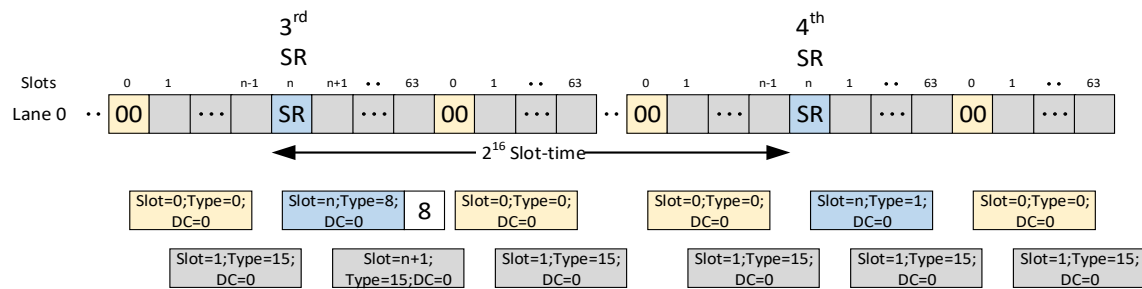 3rd
SR
4th
SR
Slots 0 1 n-1 n n+1 •• 63 0 1 •• 63 0 1 n-1 n 1 •• 63 0 1 •• 63
Lane 0 •• 00 ... SR ... 00 ... •• 00 ... SR ... 00 ...
2^16 Slot-time
Slot=0;Type=0; Slot=n;Type=8; 8 Slot=0;Type=0; Slot=0;Type=0; Slot=n;Type=1; Slot=0;Type=0;
DC=0 DC=0 DC=0 DC=0 DC=0 DC=0
Slot=1;Type=15; Slot=n+1; Slot=1;Type=15; Slot=1;Type=15; Slot=1;Type=15; Slot=1;Type=15;
DC=0 Type=15;DC=0 DC=0 DC=0 DC=0 DC=0